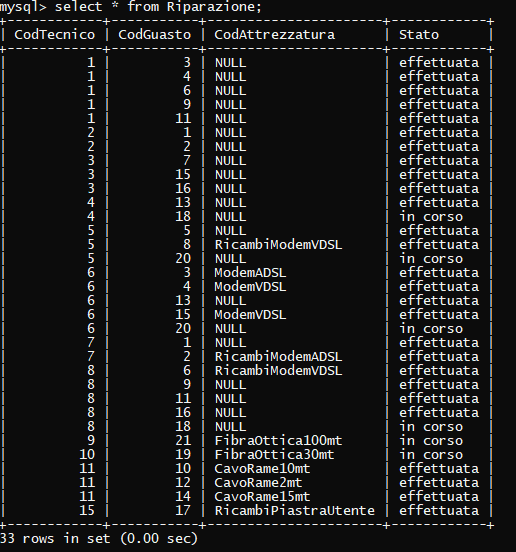 mysql> select * from Riparazione;
+------------+-----------+----------------------+------------+
| CodTecnico | CodGuasto | CodAttrezzatura      | Stato      |
+------------+-----------+----------------------+------------+
|          1 |         3 | NULL                 | effettuata |
|          1 |         4 | NULL                 | effettuata |
|          1 |         6 | NULL                 | effettuata |
|          1 |         9 | NULL                 | effettuata |
|          1 |        11 | NULL                 | effettuata |
|          2 |         1 | NULL                 | effettuata |
|          2 |         2 | NULL                 | effettuata |
|          3 |         7 | NULL                 | effettuata |
|          3 |        15 | NULL                 | effettuata |
|          3 |        16 | NULL                 | effettuata |
|          4 |        13 | NULL                 | effettuata |
|          4 |        18 | NULL                 | in corso   |
|          5 |         5 | NULL                 | effettuata |
|          5 |         8 | RicambiModemVDSL     | effettuata |
|          5 |        20 | NULL                 | in corso   |
|          6 |         3 | ModemADSL            | effettuata |
|          6 |         4 | ModemVDSL            | effettuata |
|          6 |        13 | NULL                 | effettuata |
|          6 |        15 | ModemVDSL            | effettuata |
|          6 |        20 | NULL                 | in corso   |
|          7 |         1 | NULL                 | effettuata |
|          7 |         2 | RicambiModemADSL     | effettuata |
|          8 |         6 | RicambiModemVDSL     | effettuata |
|          8 |         9 | NULL                 | effettuata |
|          8 |        11 | NULL                 | effettuata |
|          8 |        16 | NULL                 | effettuata |
|          8 |        18 | NULL                 | in corso   |
|          9 |        21 | FibraOttica100mt     | in corso   |
|         10 |        19 | FibraOttica30mt      | in corso   |
|         11 |        10 | CavoRame10mt         | effettuata |
|         11 |        12 | CavoRame2mt          | effettuata |
|         11 |        14 | CavoRame15mt         | effettuata |
|         15 |        17 | RicambiPiastraUtente | effettuata |
+------------+-----------+----------------------+------------+
33 rows in set (0.00 sec)